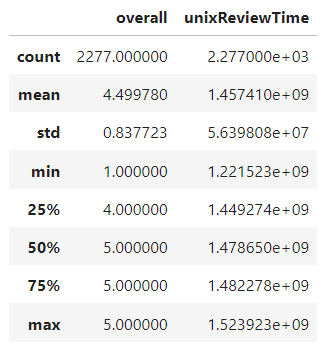 overall unixReviewTime
count 2277.000000 2.277000e+03
mean 4.499780 1.457410e+09
std 0.837723 5.639808e+07
min 1.000000 1.221523e+09
25% 4.000000 1.449274e+09
50% 5.000000 1.478650e+09
75% 5.000000 1.482278e+09
max 5.000000 1.523923e+09